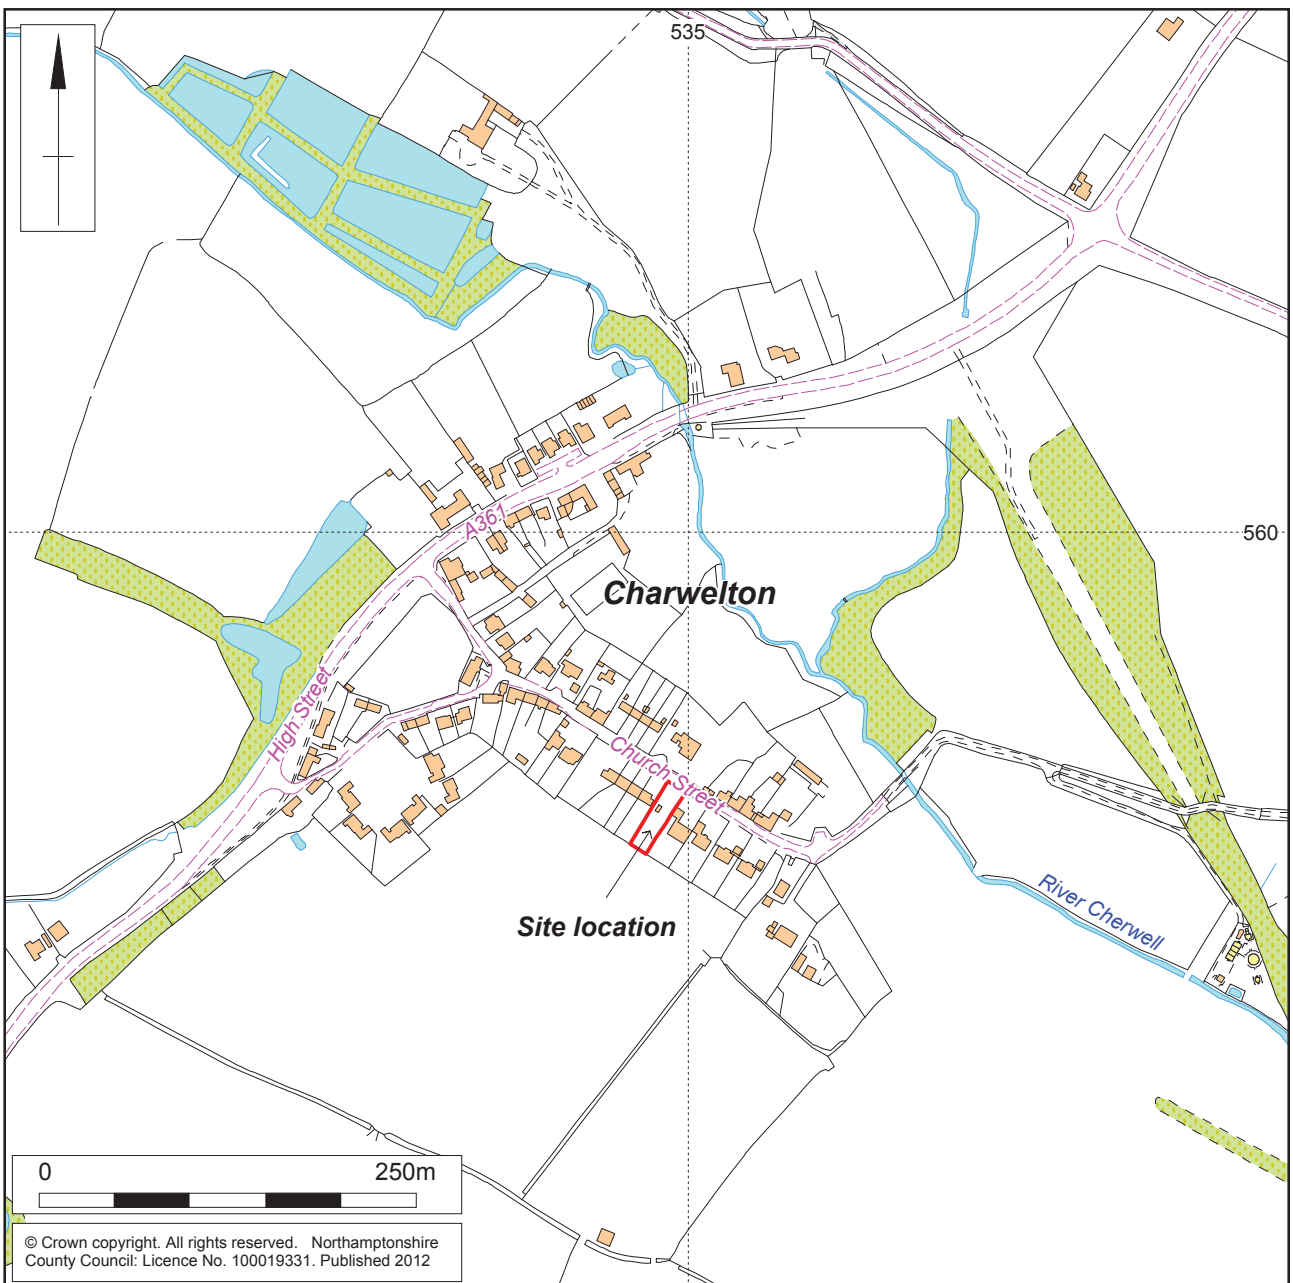 535
A361
560
Charwelton
High Street
Church Street
Site location
River Cherwell
0 250m
© Crown copyright. All rights reserved. Northamptonshire
County Council: Licence No. 100019331. Published 2012